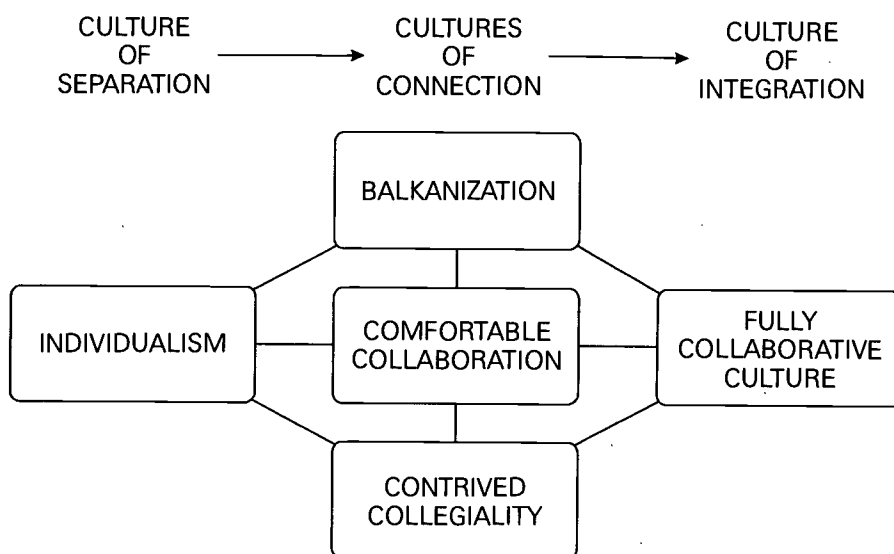 CULTURE
OF
SEPARATION
CULTURES
OF
CONNECTION
CULTURE
OF
INTEGRATION
BALKANIZATION
INDIVIDUALISM
COMFORTABLE
COLLABORATION
FULLY
COLLABORATIVE
CULTURE
CONTRIVED
COLLEGIALITY